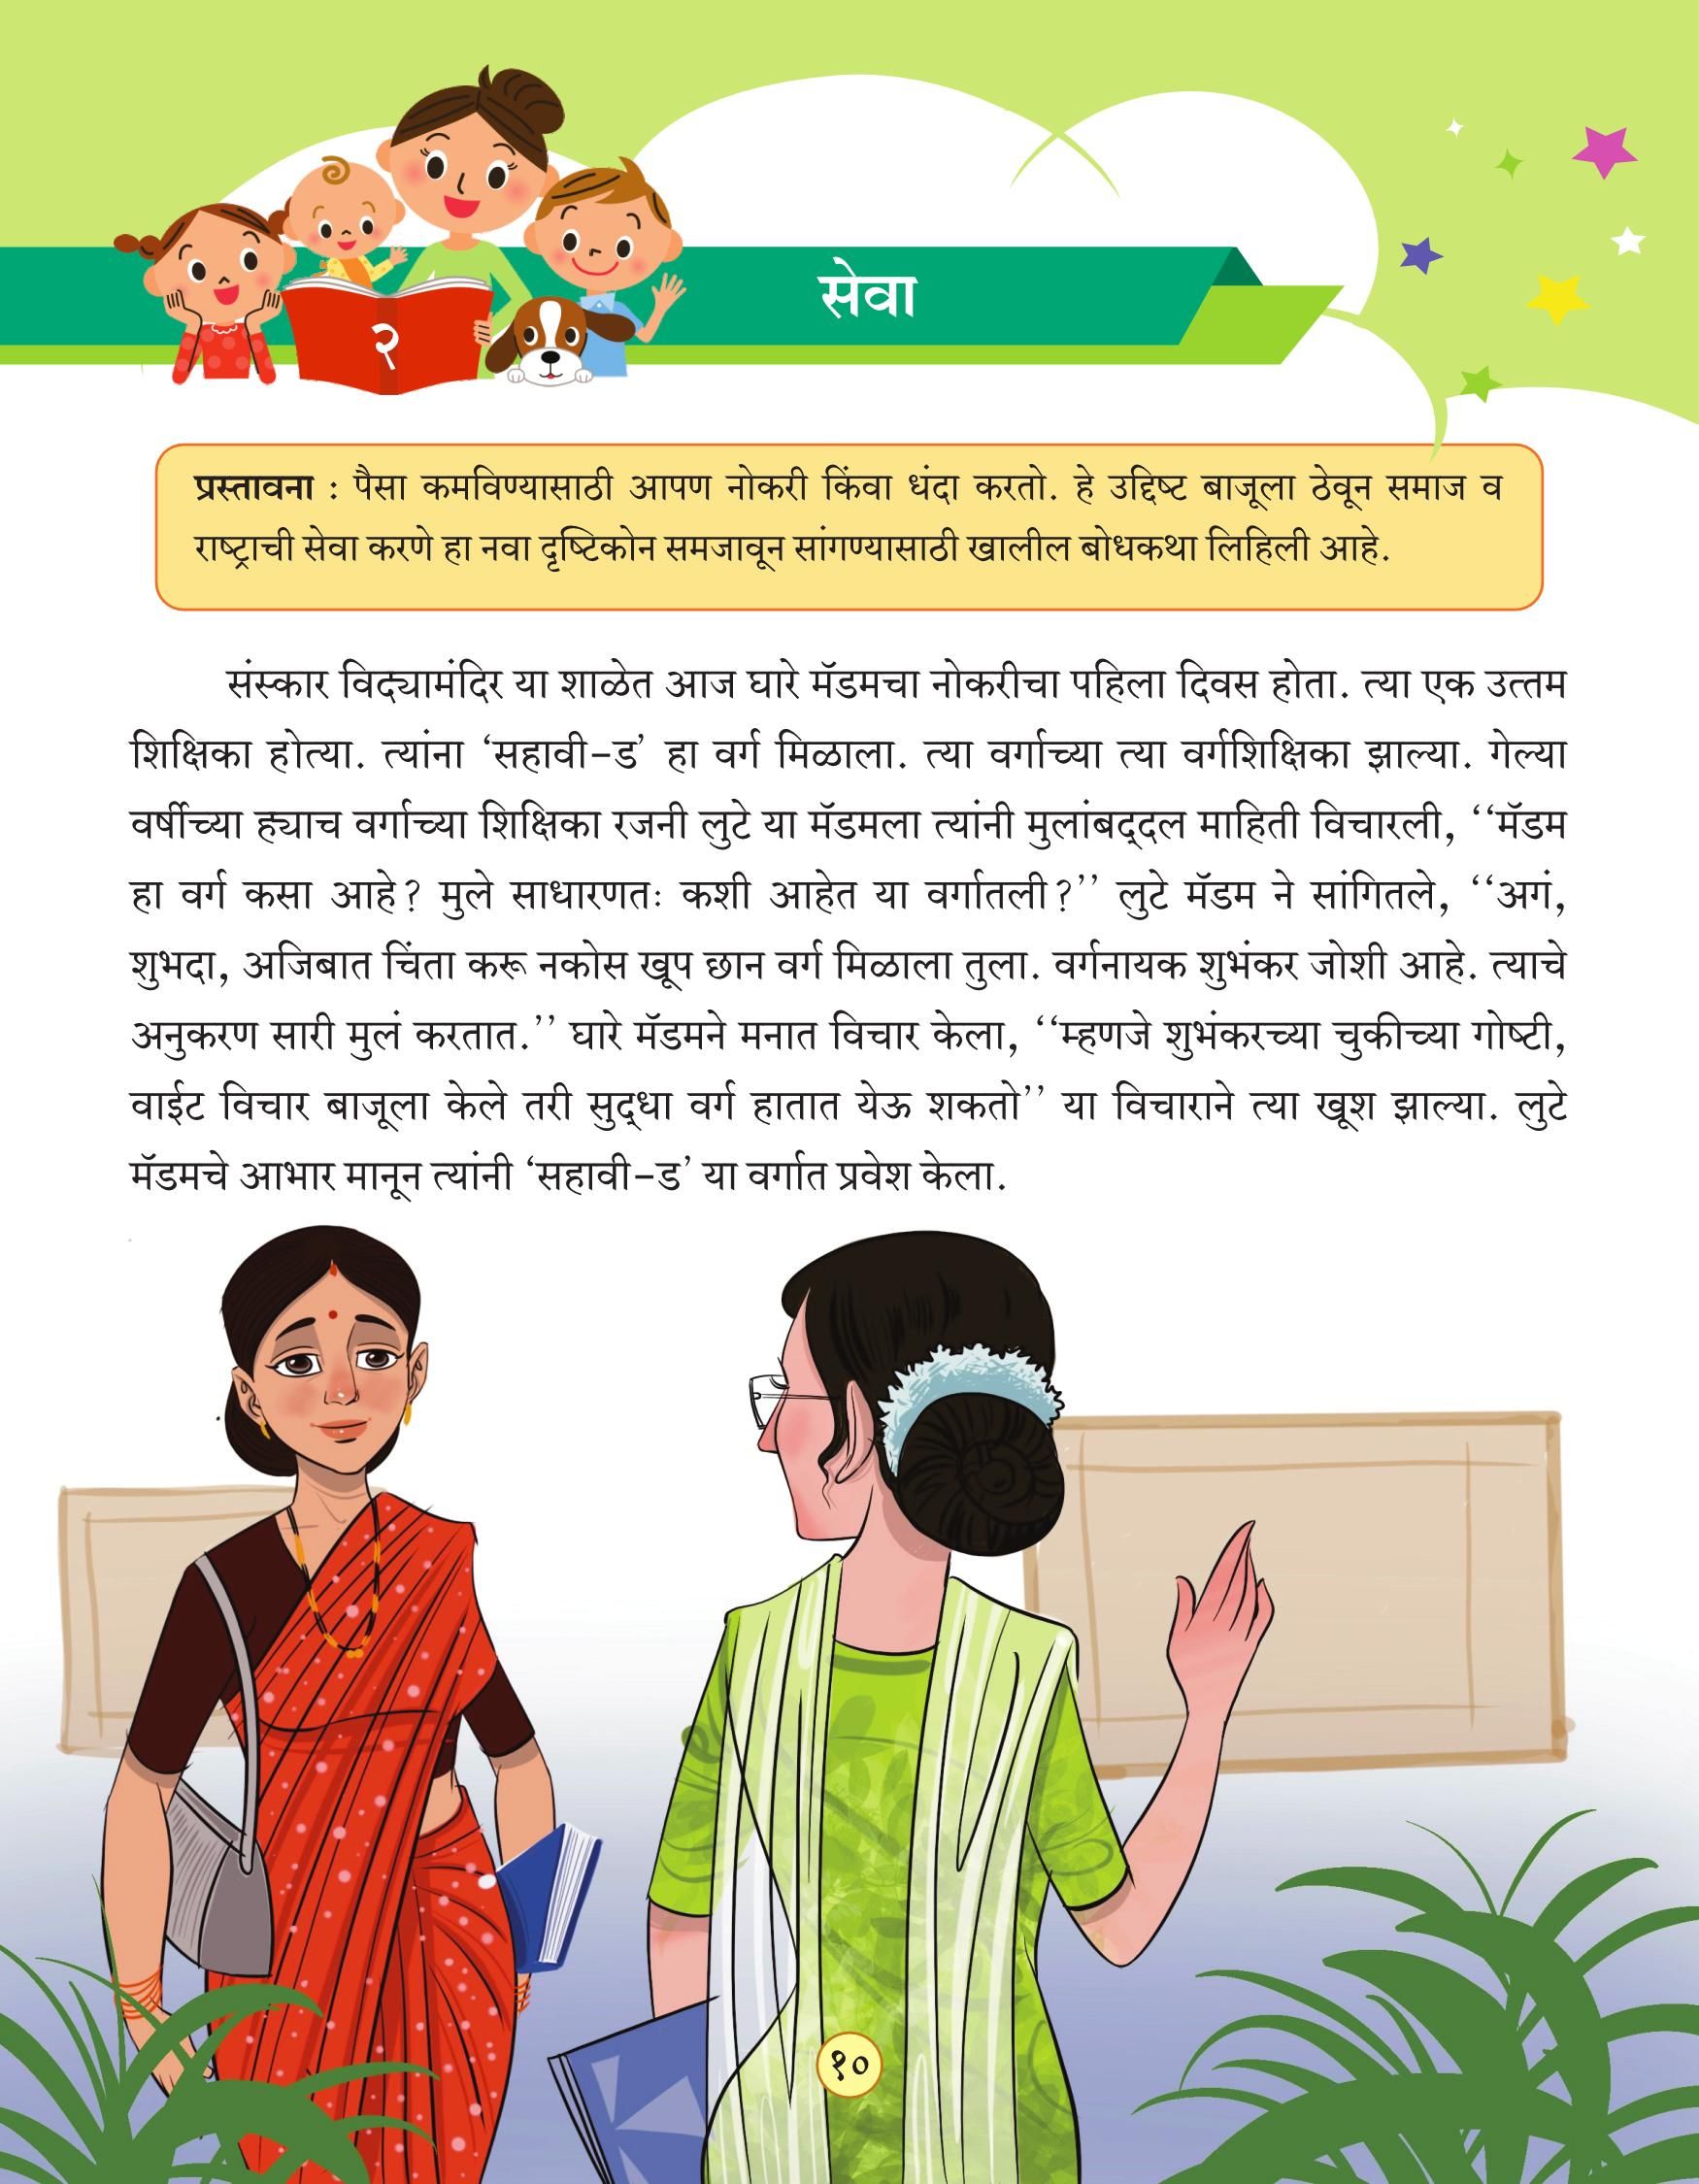 सेवा
२
प्रस्तावना : पैसा कमविण्यासाठी आपण नोकरी किंवा धंदा करतो. हे उद्दिष्ट बाजूला ठेवून समाज व
राष्ट्राची सेवा करणे हा नवा दृष्टिकोन समजावून सांगण्यासाठी खालील बोधकथा लिहिली आहे.
संस्कार विद्यामंदिर या शाळेत आज घारे मॅडमचा नोकरीचा पहिला दिवस होता. त्या एक उत्तम
शिक्षिका होत्या. त्यांना ‘सहावी-ड’ हा वर्ग मिळाला. त्या वर्गाच्या त्या वर्गशिक्षिका झाल्या. गेल्या
वर्षीच्या ह्याच वर्गाच्या शिक्षिका रजनी लुटे या मॅडमला त्यांनी मुलांबद्दल माहिती विचारली, ‘‘मॅडम
हा वर्ग कसा आहे? मुले साधारणतः कशी आहेत या वर्गातली?’’ लुटे मॅडम ने सांगितले, ‘‘अगं,
शुभदा, अजिबात चिंता करू नकोस खूप छान वर्ग मिळाला तुला. वर्गनायक शुभंकर जोशी आहे. त्याचे
अनुकरण सारी मुलं करतात.’’ घारे मॅडमने मनात विचार केला, ‘‘म्हणजे शुभंकरच्या चुकीच्या गोष्टी,
वाईट विचार बाजूला केले तरी सुद्धा वर्ग हातात येऊ शकतो’’ या विचाराने त्या खूश झाल्या. लुटे
मॅडमचे आभार मानून त्यांनी ‘सहावी-ड’ या वर्गात प्रवेश केला.
१०